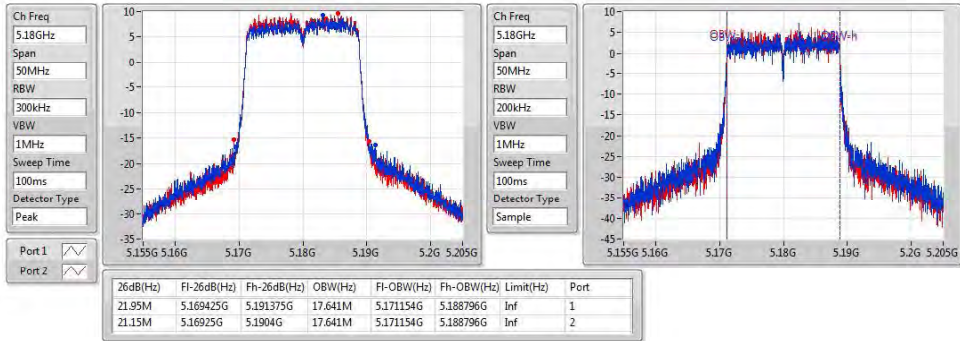 Ch Freq
5.18GHz
Span
50MHz
RBW
300kHz
VBW
1MHz
Sweep Time
100ms
Detector Type
Peak
Port 1
Port 2
10
5
0
-5
-10
-15
-20
-25
-30
-35
5.155G 5.16G 5.17G 5.18G 5.19G 5.2G 5.205G
Ch Freq
5.18GHz
Span
50MHz
RBW
200kHz
VBW
1MHz
Sweep Time
100ms
Detector Type
Sample
10
5
0
-5
-10
-15
-20
-25
-30
-35
-40
-45
OBW-h
5.155G 5.16G 5.17G 5.18G 5.19G 5.2G 5.205G
26dB(Hz) Fl-26dB(Hz) Fh-26dB(Hz) OBW(Hz) Fl-OBW(Hz) Fh-OBW(Hz) Limit(Hz) Port
21.95M 5.169425G 5.191375G 17.641M 5.171154G 5.188796G Inf 1
21.15M 5.16925G 5.1904G 17.641M 5.171154G 5.188796G Inf 2